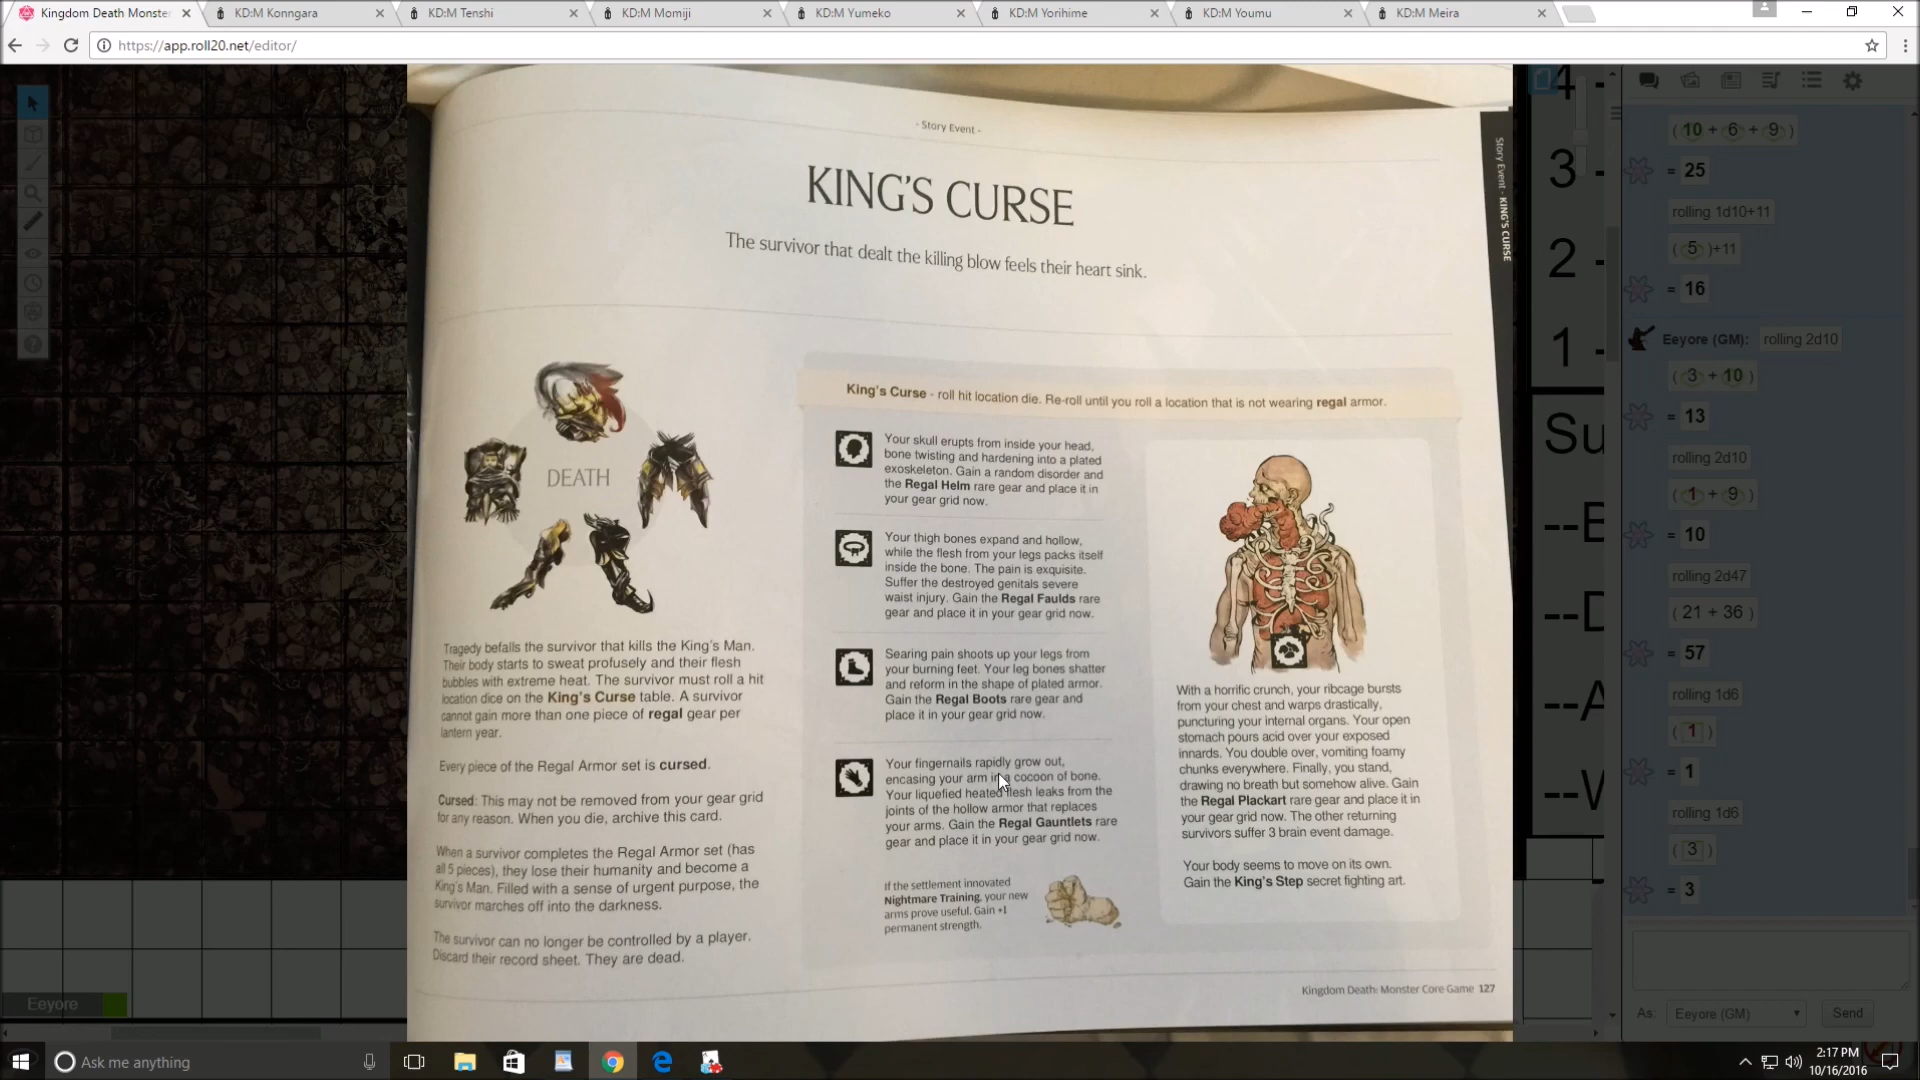 Kingdom Death Monster
KD:M Konngara
KD:M Tenshi
KD:M Momiji
KD:M Yumeko
KD:M Yorihime
KD:M Youmu
KD:M Meira
https://app.roll20.net/editor/
- Story Event -
KING'S CURSE
The survivor that dealt the killing blow feels their heart sink.
Story Event - KING'S CURSE
DEATH
Tragedy befalls the survivor that kills the King's Man.
Their body starts to sweat profusely and their flesh
bubbles with extreme heat. The survivor must roll a hit
location dice on the King's Curse table. A survivor
cannot gain more than one piece of regal gear per
lantern year.
Every piece of the Regal Armor set is cursed.
Cursed: This may not be removed from your gear grid
for any reason. When you die, archive this card.
When a survivor completes the Regal Armor set (has
all 5 pieces), they lose their humanity and become a
King's Man. Filled with a sense of urgent purpose, the
survivor marches off into the darkness.
The survivor can no longer be controlled by a player.
Discard their record sheet. They are dead.
King's Curse - roll hit location die. Re-roll until you roll a location that is not wearing regal armor.
Your skull erupts from inside your head,
bone twisting and hardening into a plated
exoskeleton. Gain a random disorder and
the Regal Helm rare gear and place it in
your gear grid now.
Your thigh bones expand and hollow,
while the flesh from your legs packs itself
inside the bone. The pain is exquisite.
Suffer the destroyed genitals severe
waist injury. Gain the Regal Faulds rare
gear and place it in your gear grid now.
Searing pain shoots up your legs from
your burning feet. Your leg bones shatter
and reform in the shape of plated armor.
Gain the Regal Boots rare gear and
place it in your gear grid now.
Your fingernails rapidly grow out,
encasing your arm in a cocoon of bone.
Your liquefied heated flesh leaks from the
joints of the hollow armor that replaces
your arms. Gain the Regal Gauntlets rare
gear and place it in your gear grid now.
If the settlement innovated
Nightmare Training, your new
arms prove useful. Gain +1
permanent strength.
With a horrific crunch, your ribcage bursts
from your chest and warps drastically,
puncturing your internal organs. Your open
stomach pours acid over your exposed
innards. You double over, vomiting foamy
chunks everywhere. Finally, you stand,
drawing no breath but somehow alive. Gain
the Regal Plackart rare gear and place it in
your gear grid now. The other returning
survivors suffer 3 brain event damage.
Your body seems to move on its own.
Gain the King's Step secret fighting art.
Kingdom Death: Monster Core Game 127
4 -
3 -
2 -
1 -
Su
--E
--D
--A
--W
(10 + 6 + 9)
= 25
rolling 1d10+11
(5)+11
= 16
Eeyore (GM): rolling 2d10
(3 + 10)
= 13
rolling 2d10
(1 + 9)
= 10
rolling 2d47
(21 + 36)
= 57
rolling 1d6
(1)
= 1
rolling 1d6
(3)
= 3
As: Eeyore (GM)
Send
Eeyore
Ask me anything
2:17 PM
10/16/2016